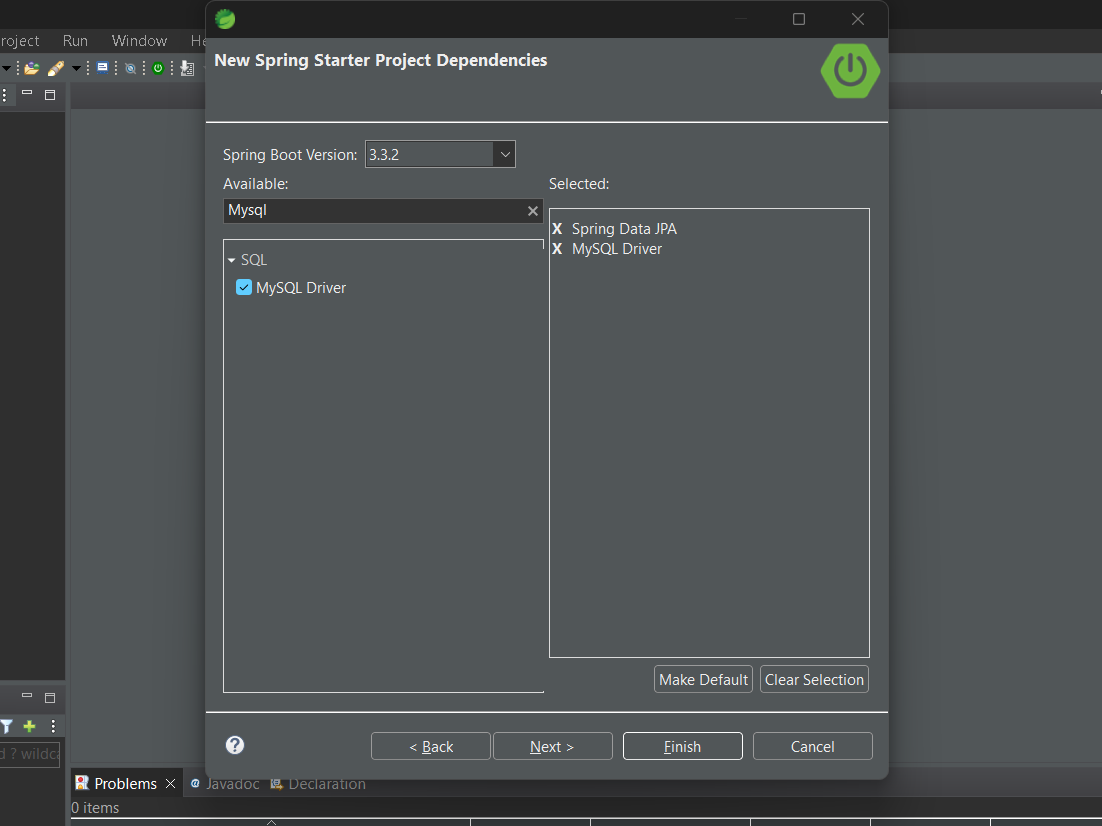 roject Run Window He
New Spring Starter Project Dependencies
Spring Boot Version: 3.3.2
Available:
Selected:
Mysql
X Spring Data JPA
X MySQL Driver
SQL
MySQL Driver
Make Default Clear Selection
< Back Next > Finish Cancel
d ? wildca
Problems Javadoc Declaration
0 items